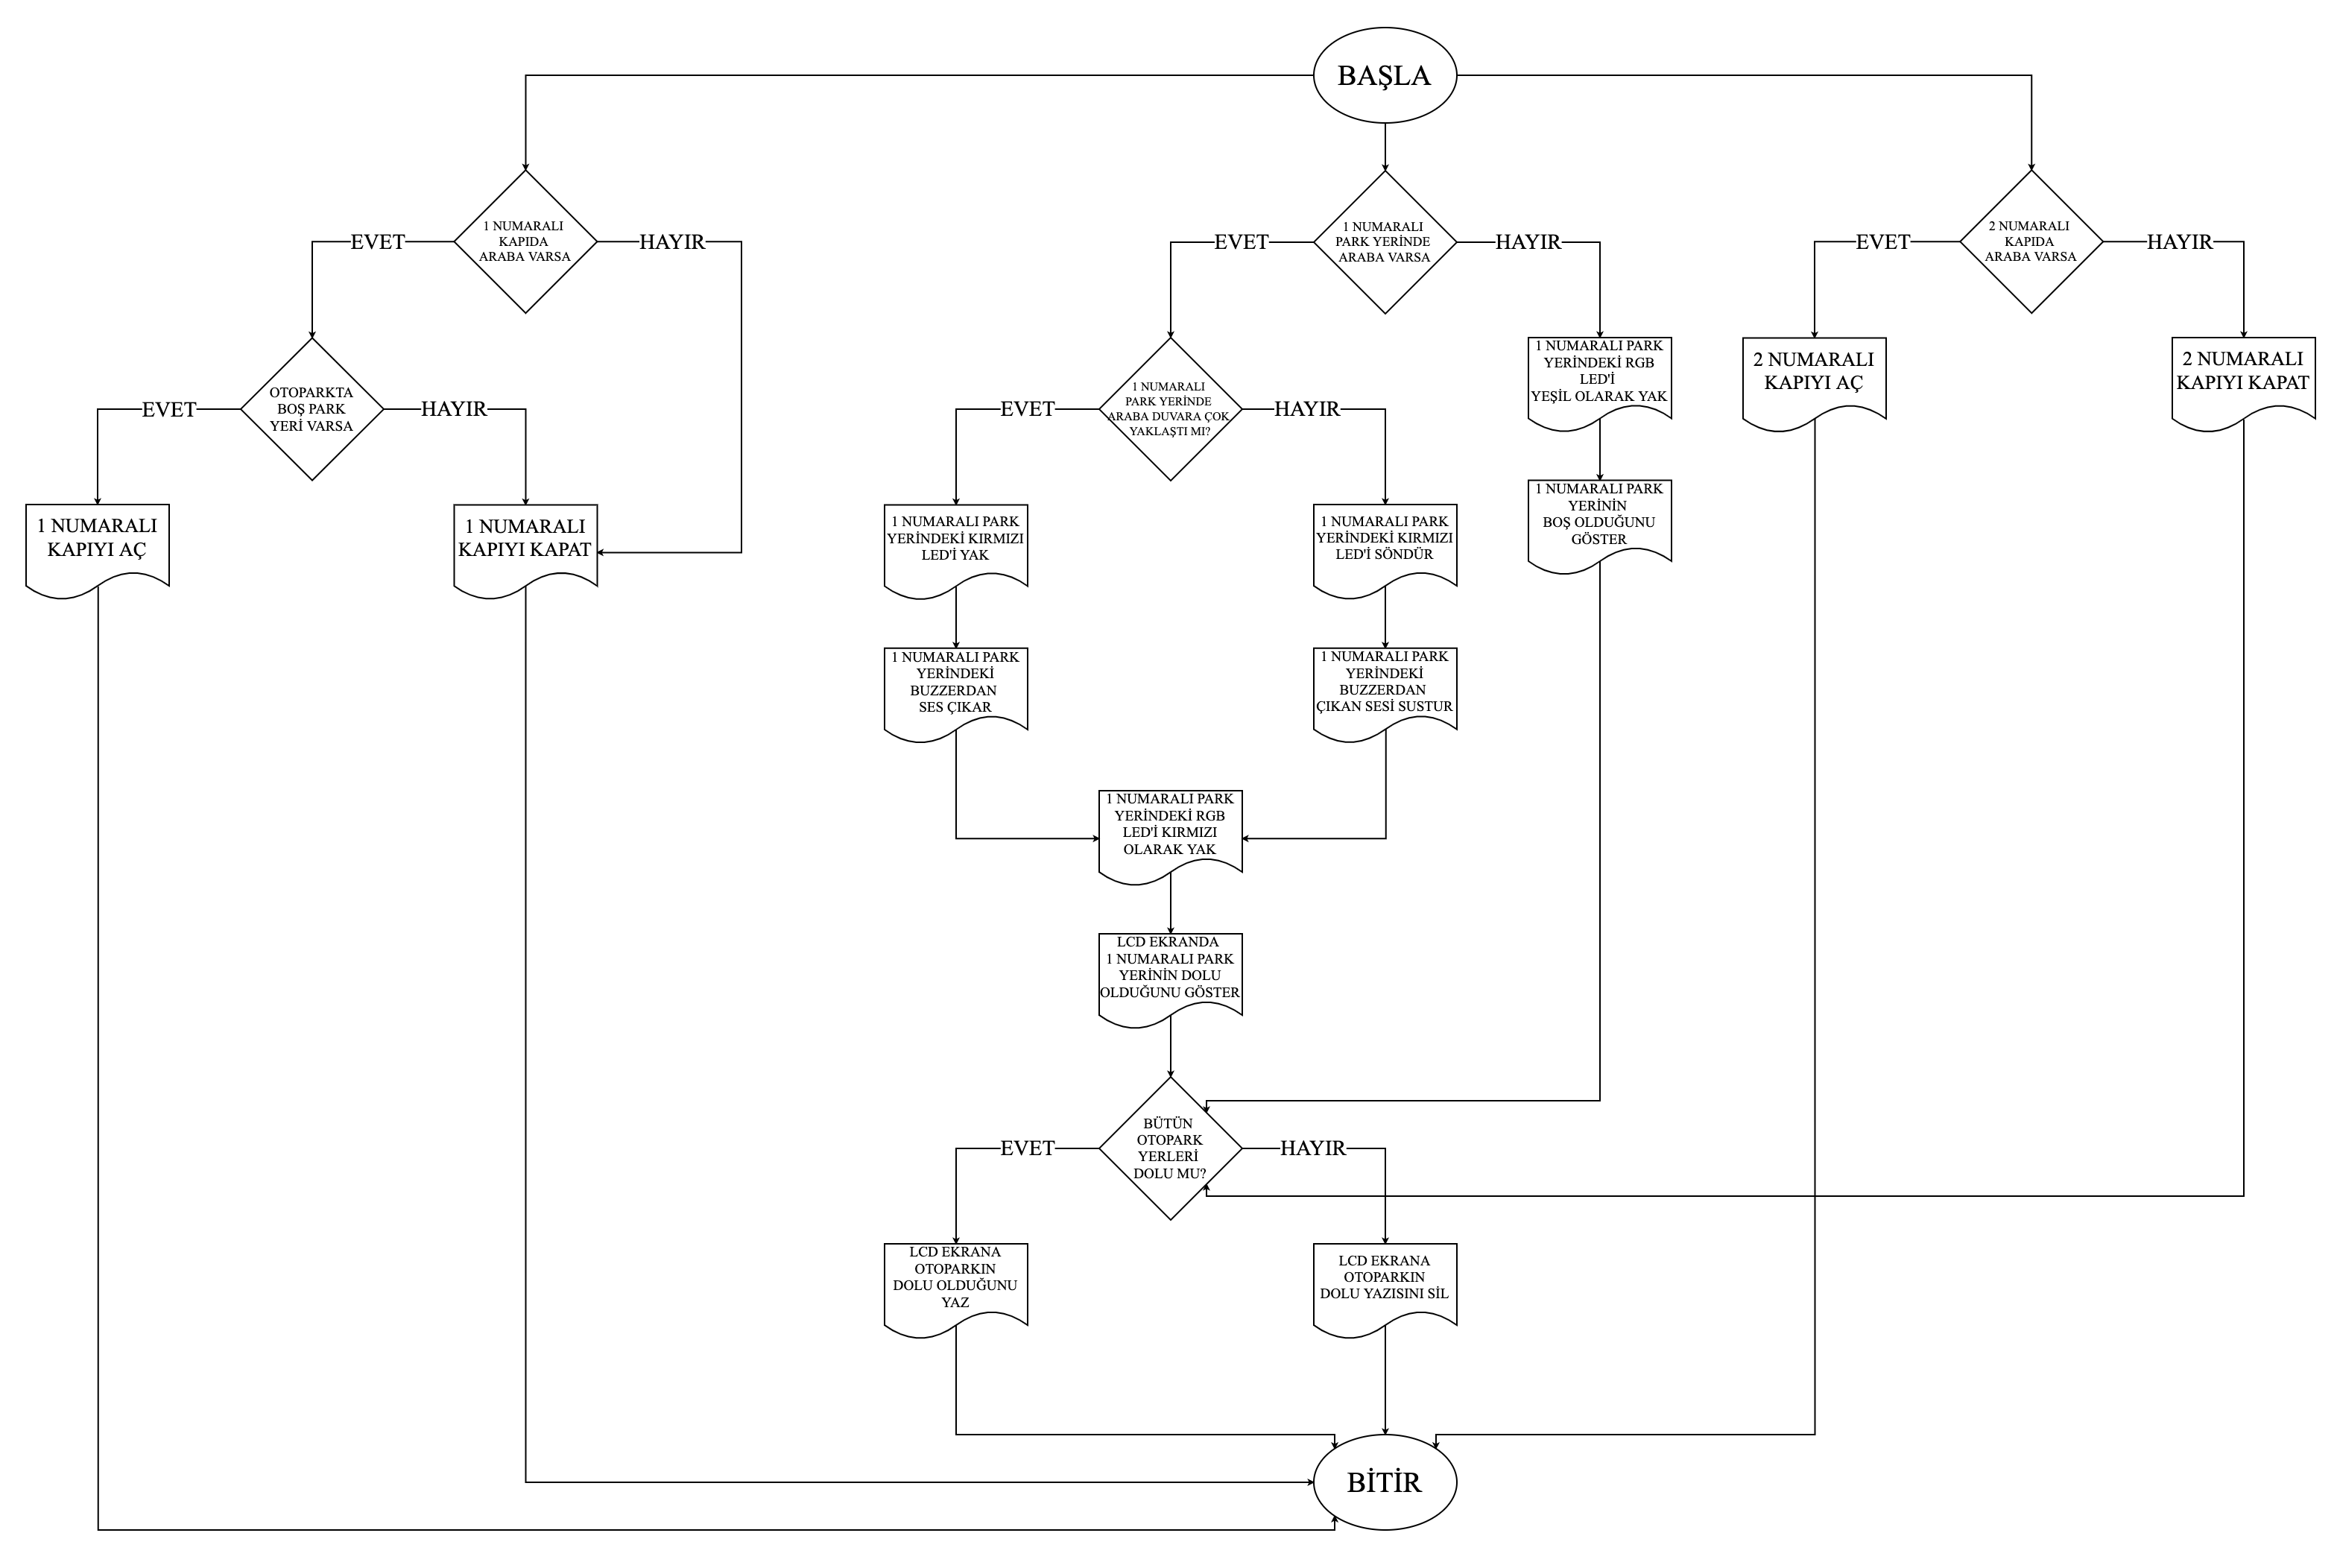 BAŞLA
1 NUMARALI
KAPIDA
ARABA VARSA
EVET
HAYIR
1 NUMARALI
PARK YERİNDE
ARABA VARSA
EVET
HAYIR
2 NUMARALI
KAPIDA
ARABA VARSA
EVET
HAYIR
OTOPARKTA
BOŞ PARK
YERİ VARSA
EVET
HAYIR
1 NUMARALI
PARK YERİNDE
ARABA DUVARA ÇOK
YAKLAŞTI MI?
EVET
HAYIR
1 NUMARALI PARK
YERİNDEKİ RGB
LED'İ
YEŞİL OLARAK YAK
2 NUMARALI
KAPIYI AÇ
2 NUMARALI
KAPIYI KAPAT
1 NUMARALI
KAPIYI AÇ
1 NUMARALI
KAPIYI KAPAT
1 NUMARALI PARK
YERİNDEKİ KIRMIZI
LED'İ YAK
1 NUMARALI PARK
YERİNDEKİ KIRMIZI
LED'İ SÖNDÜR
1 NUMARALI PARK
YERİNİN
BOŞ OLDUĞUNU
GÖSTER
1 NUMARALI PARK
YERİNDEKİ
BUZZERDAN
SES ÇIKAR
1 NUMARALI PARK
YERİNDEKİ
BUZZERDAN
ÇIKAN SESİ SUSTUR
1 NUMARALI PARK
YERİNDEKİ RGB
LED'İ KIRMIZI
OLARAK YAK
LCD EKRANDA
1 NUMARALI PARK
YERİNİN DOLU
OLDUĞUNU GÖSTER
BÜTÜN
OTOPARK
YERLERİ
DOLU MU?
EVET
HAYIR
LCD EKRANA
OTOPARKIN
DOLU OLDUĞUNU
YAZ
LCD EKRANA
OTOPARKIN
DOLU YAZISINI SİL
BİTİR